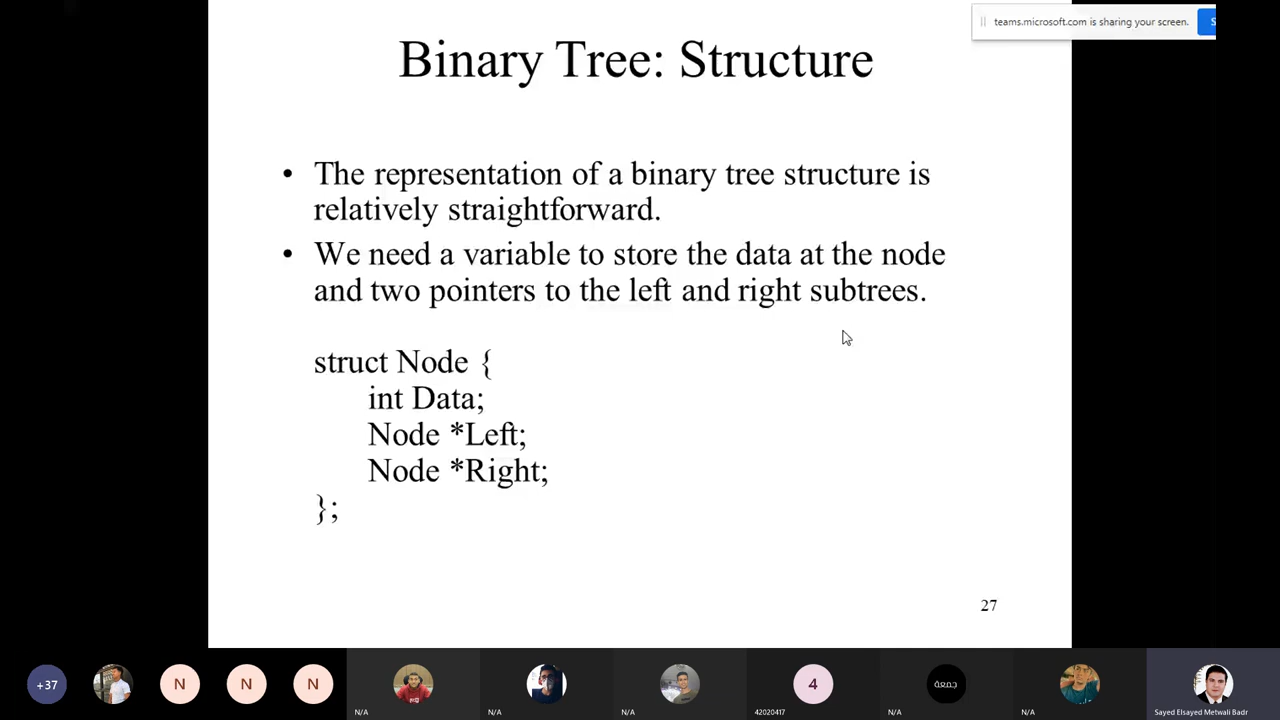 teams.microsoft.com is sharing your screen.
S
Binary Tree: Structure
• The representation of a binary tree structure is
relatively straightforward.
• We need a variable to store the data at the node
and two pointers to the left and right subtrees.
struct Node {
int Data;
Node *Left;
Node *Right;
};
27
+37
N
N
N
4
جمعة
N/A
N/A
N/A
42020417
N/A
N/A
Sayed Elsayed Metwali Badr